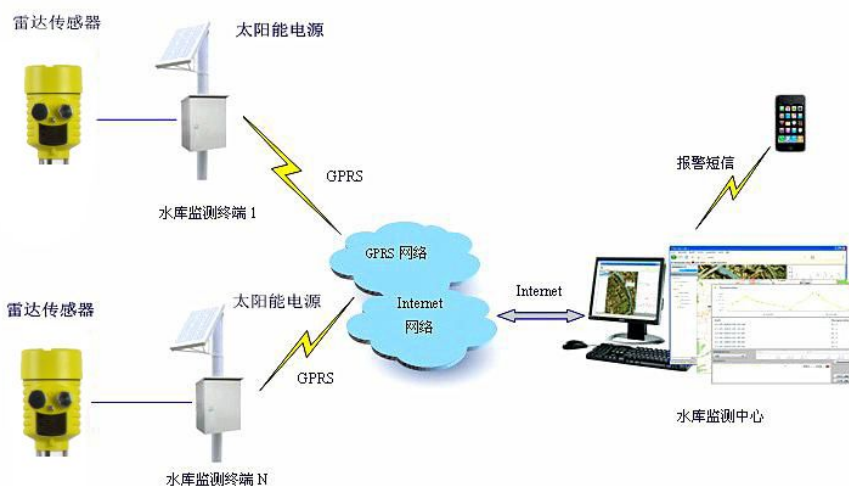 雷达传感器
太阳能电源
GPRS
水库监测终端 1
报警短信
GPRS 网络
Internet
网络
Internet
雷达传感器
太阳能电源
GPRS
水库监测终端 N
水库监测中心